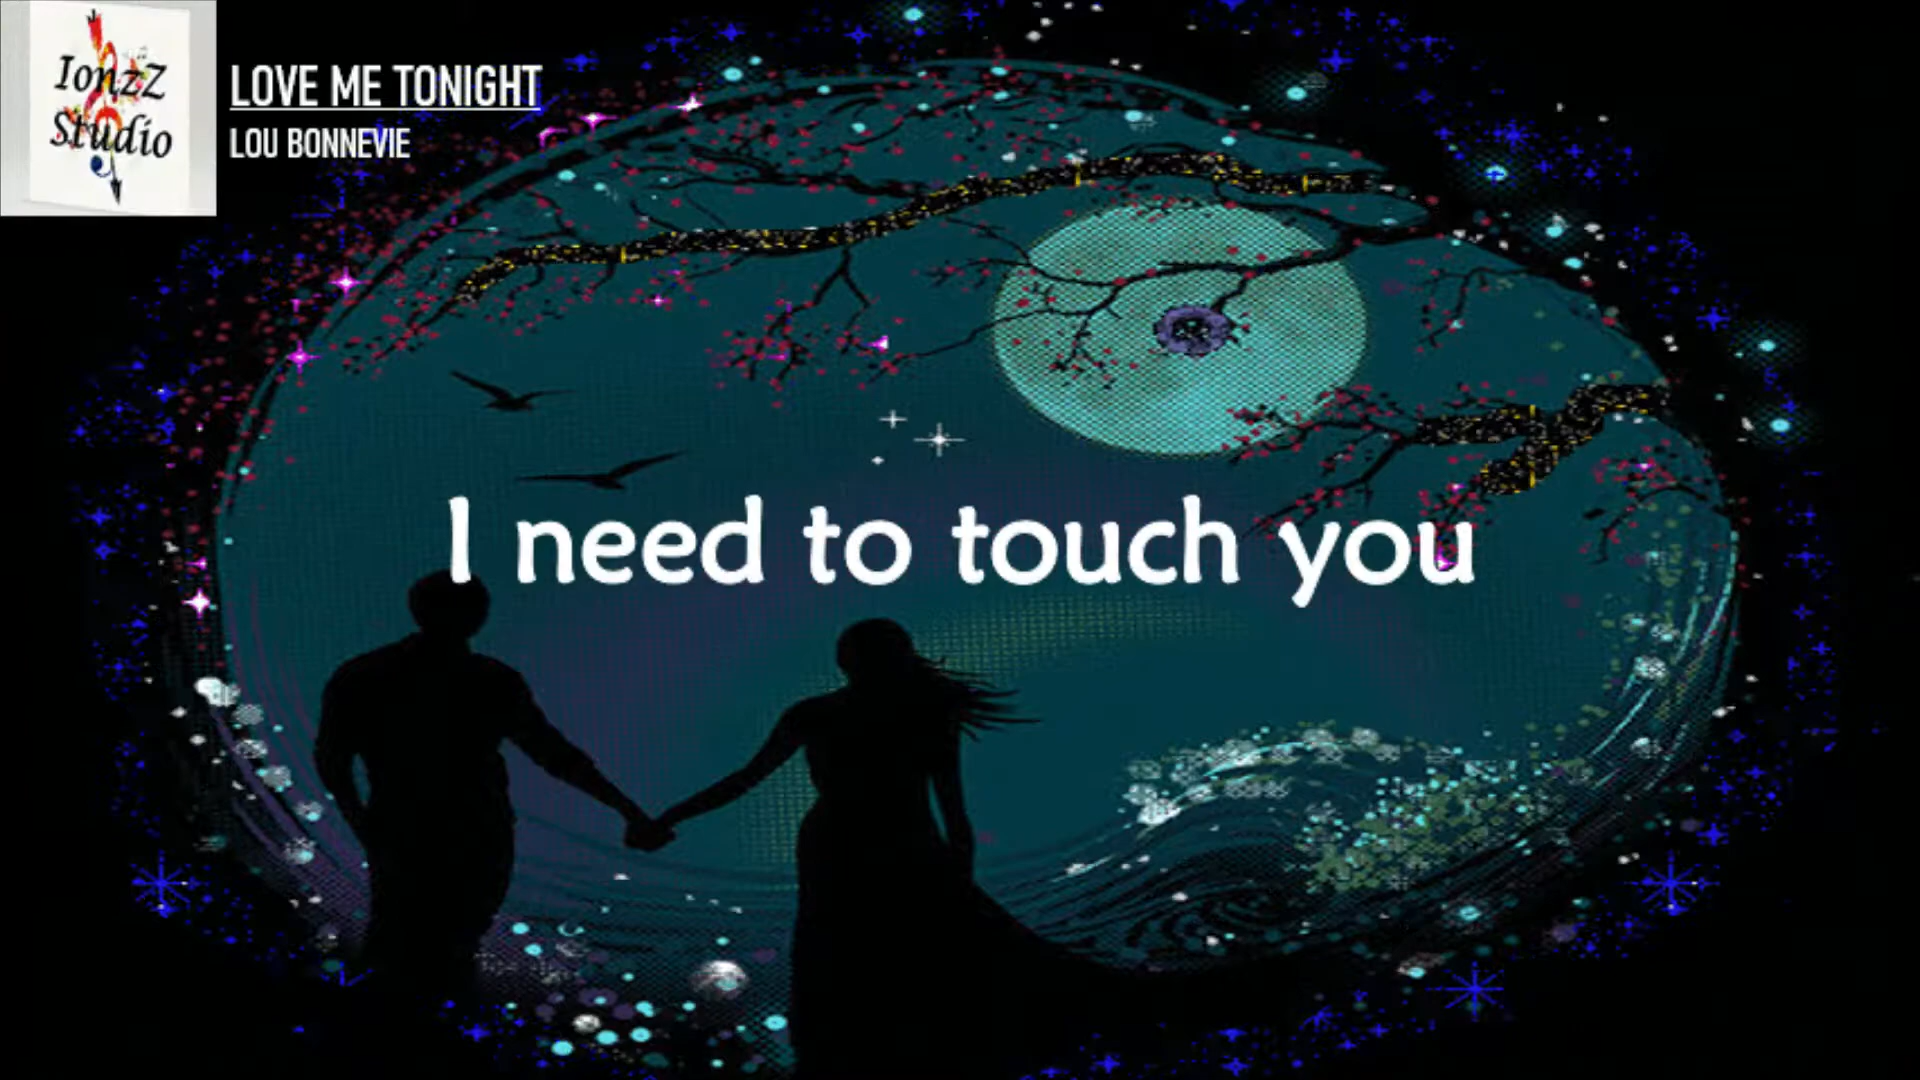 IonzZ
Studio
LOVE ME TONIGHT
LOU BONNEVIE
I need to touch you